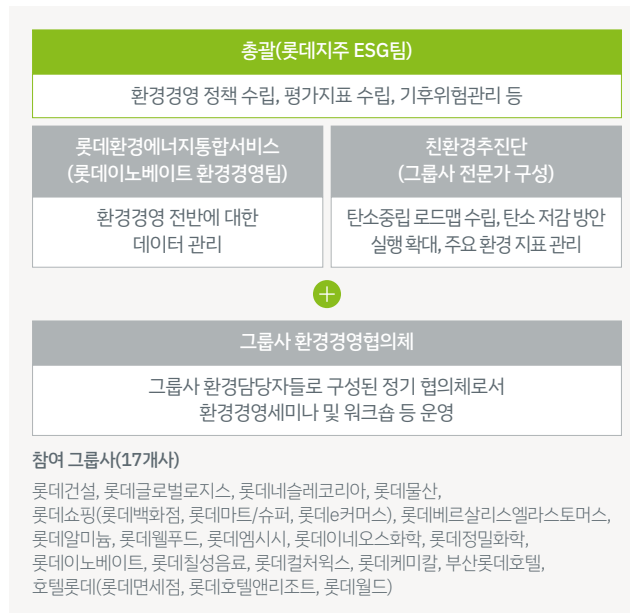 총괄(롯데지주 ESG팀)
환경경영 정책 수립, 평가지표 수립, 기후위험관리 등
롯데환경에너지통합서비스
(롯데이노베이트 환경경영팀)
환경경영 전반에 대한
데이터 관리
친환경추진단
(그룹사 전문가 구성)
탄소중립 로드맵 수립, 탄소 저감 방안
실행 확대, 주요 환경 지표 관리
+
그룹사 환경경영협의체
그룹사 환경담당자들로 구성된 정기 협의체로서
환경경영세미나 및 워크숍 등 운영
참여 그룹사(17개사)
롯데건설, 롯데글로벌로지스, 롯데네슬레코리아, 롯데물산,
롯데쇼핑(롯데백화점, 롯데마트/슈퍼, 롯데e커머스), 롯데베르살리스엘라스토머스,
롯데알미늄, 롯데웰푸드, 롯데엠시시, 롯데이네오스화학, 롯데정밀화학,
롯데이노베이트, 롯데칠성음료, 롯데컬처웍스, 롯데케미칼, 부산롯데호텔,
호텔롯데(롯데면세점, 롯데호텔앤리조트, 롯데월드)